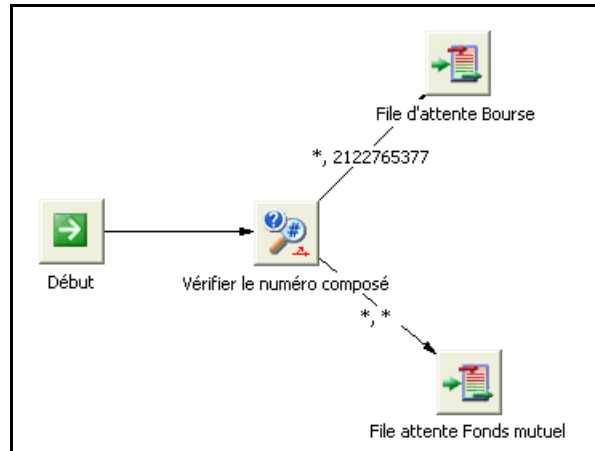 File d'attente Bourse
*, 2122765377
Début
Vérifier le numéro composé
*, *
File attente Fonds mutuel